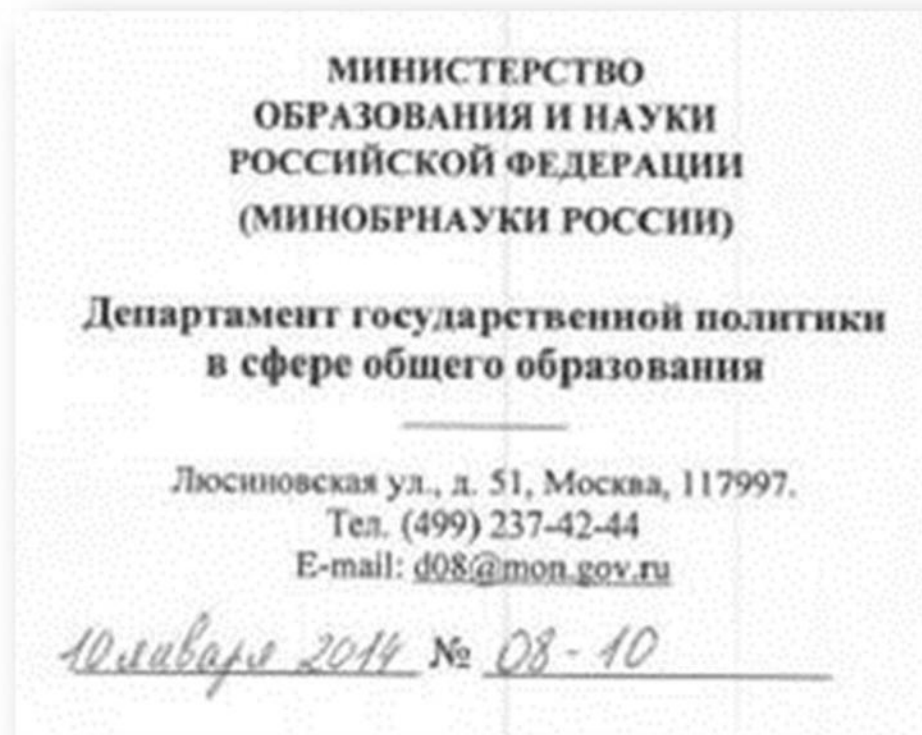 МИНИСТЕРСТВО
ОБРАЗОВАНИЯ И НАУКИ
РОССИЙСКОЙ ФЕДЕРАЦИИ
(МИНОБРНАУКИ РОССИИ)
Департамент государственной политики
в сфере общего образования
Люсиновская ул., д. 51, Москва, 117997.
Тел. (499) 237-42-44
E-mail: d08@mon.gov.ru
10 января 2014 № 08-10